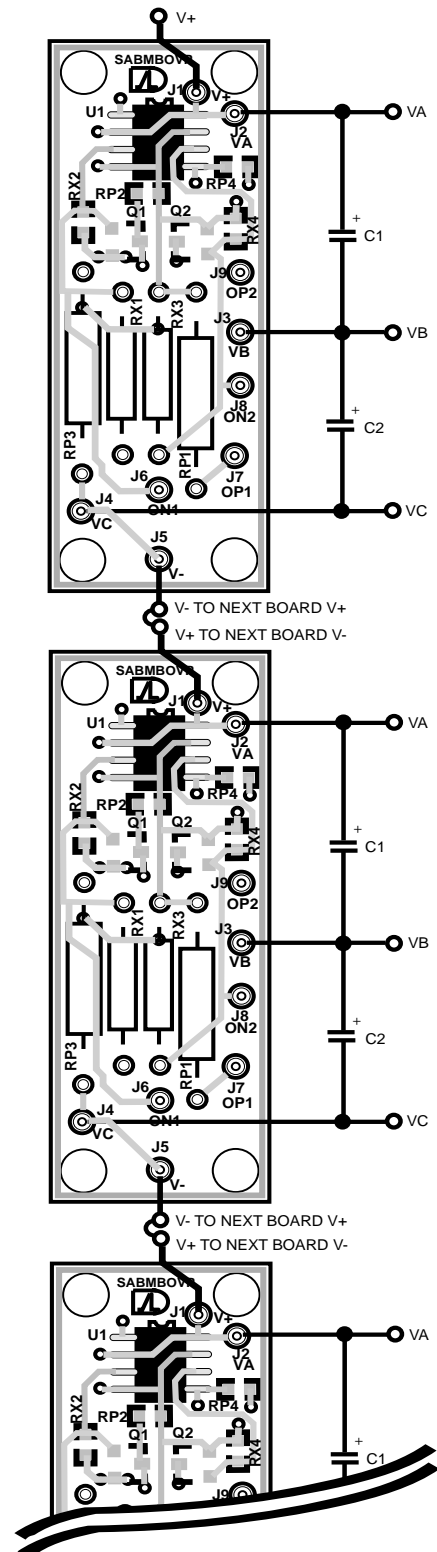 V+
SABMBOVP
J1
V+
U1
J2
VA
VA
RX2
RP2
RP4
Q1
Q2
RX4
C1
+
J9
OP2
RX1
RX3
J3
VB
VB
J8
ON2
+
C2
RP3
RP1
J6
ON1
J7
OP1
J4
VC
VC
J5
V-
V- TO NEXT BOARD V+
V+ TO NEXT BOARD V-
SABMBOVP
J1
V+
U1
J2
VA
VA
RX2
RP2
RP4
Q1
Q2
RX4
+
C1
J9
OP2
RX1
RX3
J3
VB
VB
J8
ON2
+
C2
RP3
RP1
J6
ON1
J7
OP1
J4
VC
VC
J5
V-
V- TO NEXT BOARD V+
V+ TO NEXT BOARD V-
SABMBOVP
J1
V+
U1
J2
VA
VA
RX2
RP2
RP4
Q1
Q2
RX4
+
C1
J9